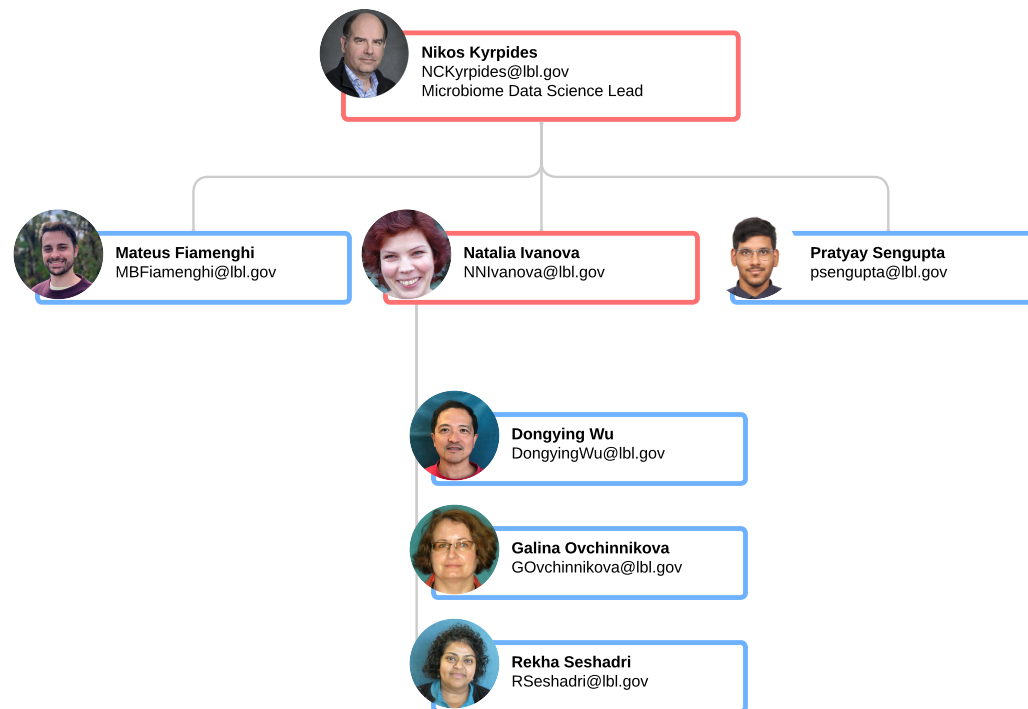 Nikos Kyrpides
NCKyrpides@lbl.gov
Microbiome Data Science Lead
Mateus Fiamenghi
MBFiamenghi@lbl.gov
Natalia Ivanova
NNIvanova@lbl.gov
Pratyay Sengupta
psengupta@lbl.gov
Dongying Wu
DongyingWu@lbl.gov
Galina Ovchinnikova
GOvchinnikova@lbl.gov
Rekha Seshadri
RSeshadri@lbl.gov